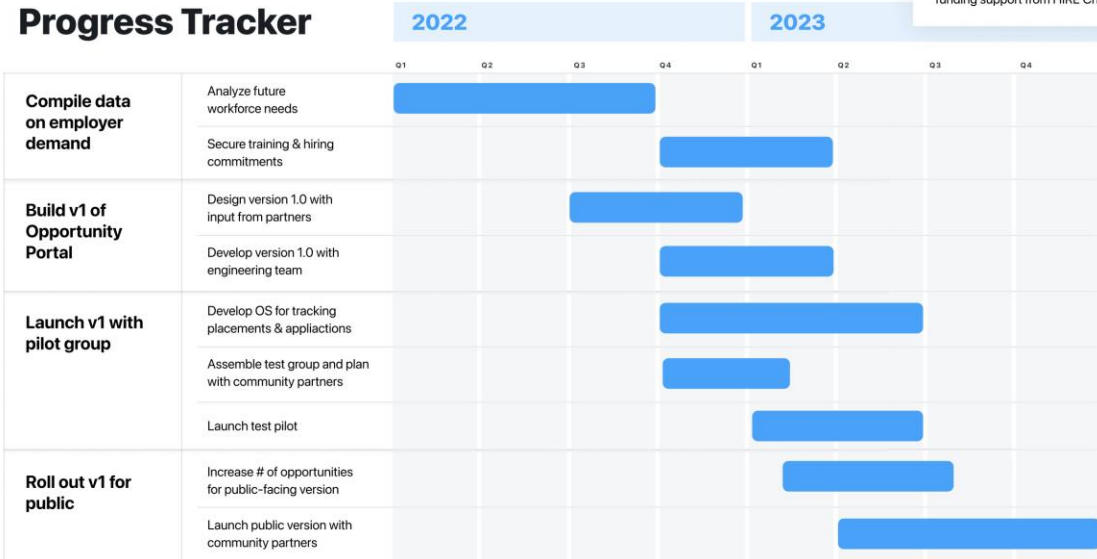 Progress Tracker
2022
2023
funding support from HIRE
Q1 Q2 Q3 Q4 Q1 Q2 Q3 Q4
Compile data
on employer
demand
Analyze future
workforce needs
Secure training & hiring
commitments
Build v1 of
Opportunity
Portal
Design version 1.0 with
input from partners
Develop version 1.0 with
engineering team
Launch v1 with
pilot group
Develop OS for tracking
placements & appliactions
Assemble test group and plan
with community partners
Launch test pilot
Roll out v1 for
public
Increase # of opportunities
for public-facing version
Launch public version with
community partners